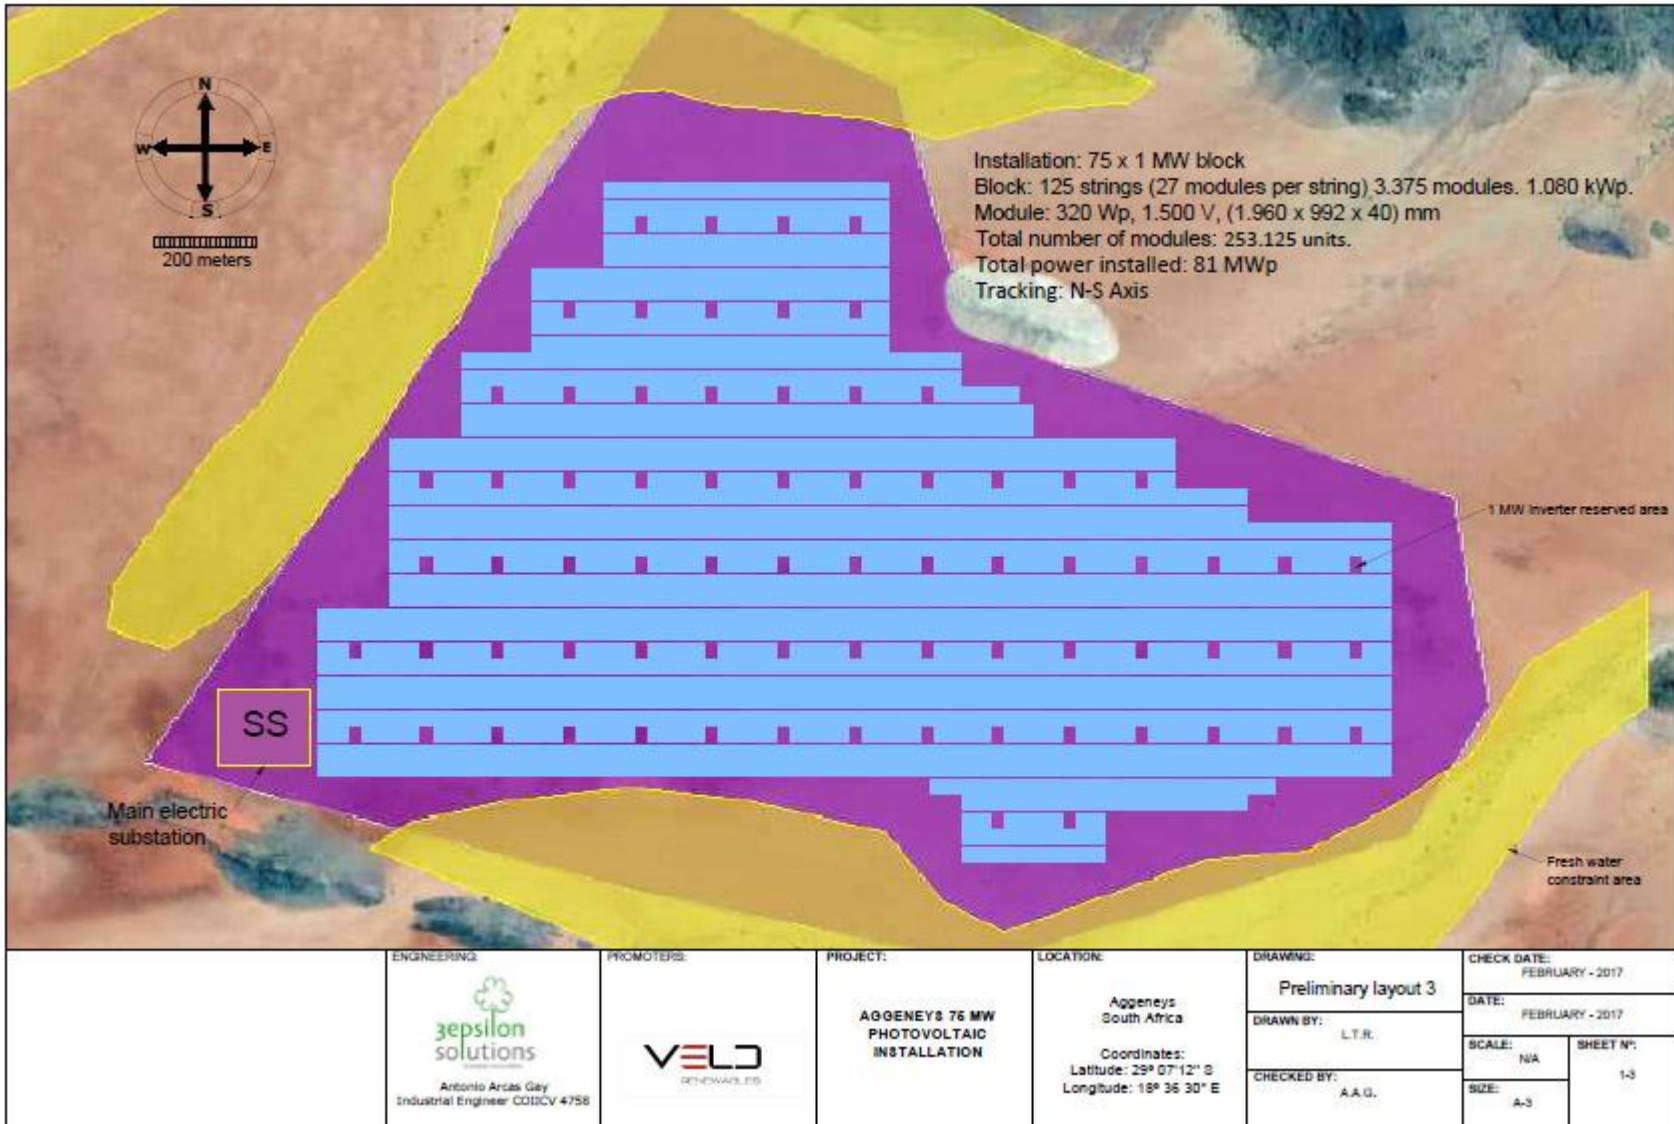 N
W
E
S
200 meters
Installation: 75 x 1 MW block
Block: 125 strings (27 modules per string) 3.375 modules. 1.080 kWp.
Module: 320 Wp, 1.500 V, (1.960 x 992 x 40) mm
Total number of modules: 253.125 units.
Total power installed: 81 MWp
Tracking: N-S Axis
1 MW Inverter reserved area
SS
Main electric
substation
Fresh water
constraint area
ENGINEERING:
3epsilon
solutions
Antonio Arcas Gay
Industrial Engineer COIICV 4758
PROMOTERS:
VELD
RENEWABLES
PROJECT:
AGGENEYS 75 MW
PHOTOVOLTAIC
INSTALLATION
LOCATION:
Aggeneys
South Africa
Coordinates:
Latitude: 29º 07'12" S
Longitude: 18º 36 30" E
DRAWING:
Preliminary layout 3
DRAWN BY:
L.T.R.
CHECKED BY:
A.A.G.
CHECK DATE:
FEBRUARY - 2017
DATE:
FEBRUARY - 2017
SCALE:
N/A
SIZE:
A-3
SHEET Nº:
1-3